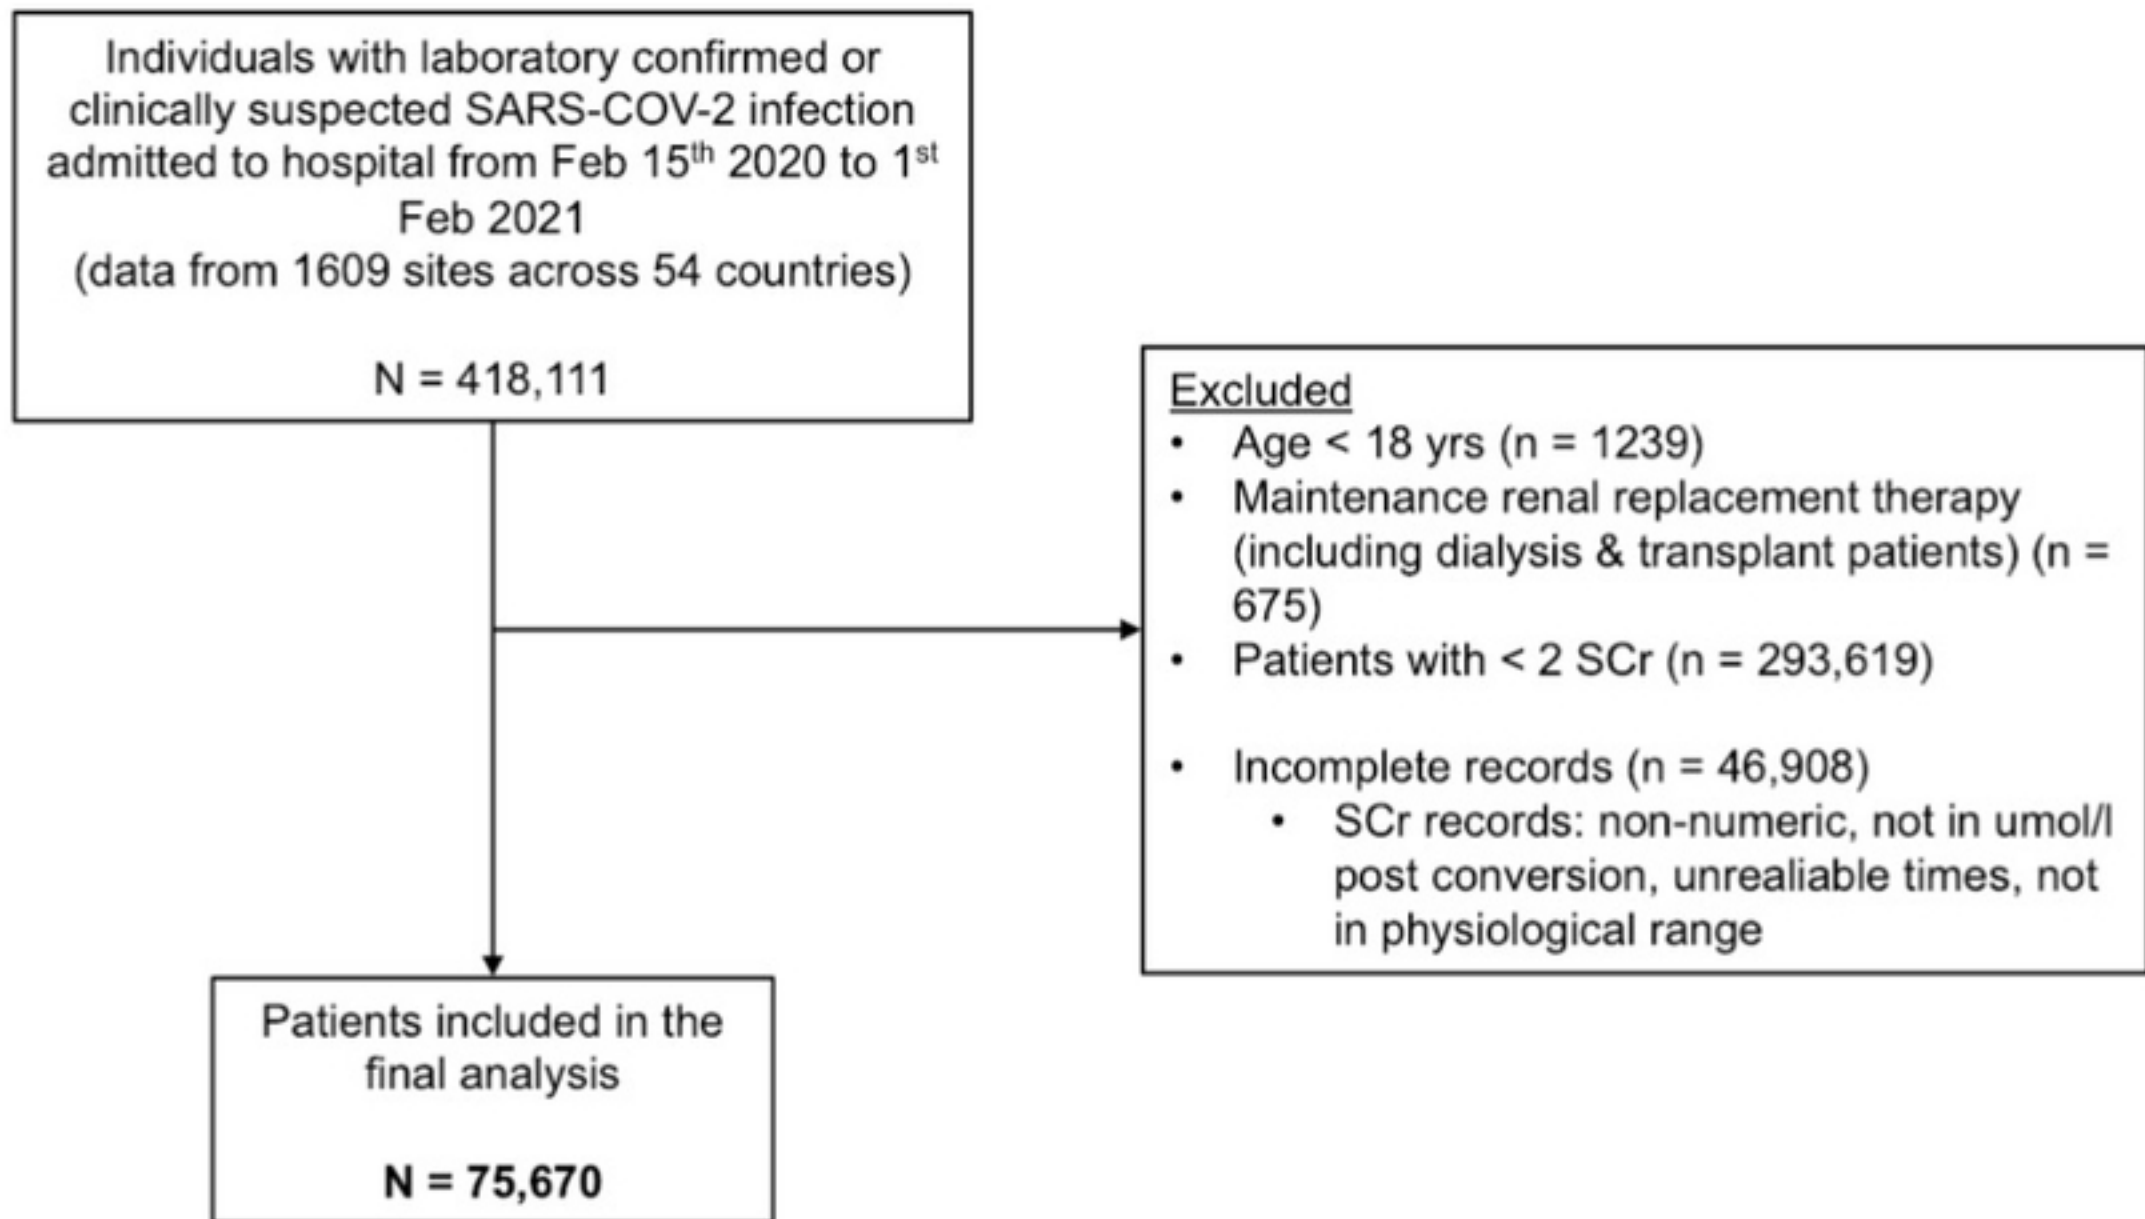 Individuals with laboratory confirmed or
clinically suspected SARS-COV-2 infection
admitted to hospital from Feb 15th 2020 to 1st
Feb 2021
(data from 1609 sites across 54 countries)
N = 418,111
Excluded
• Age < 18 yrs (n = 1239)
• Maintenance renal replacement therapy
(including dialysis & transplant patients) (n =
675)
• Patients with < 2 SCr (n = 293,619)
• Incomplete records (n = 46,908)
• SCr records: non-numeric, not in umol/l
post conversion, unrealiable times, not
in physiological range
Patients included in the
final analysis
N = 75,670